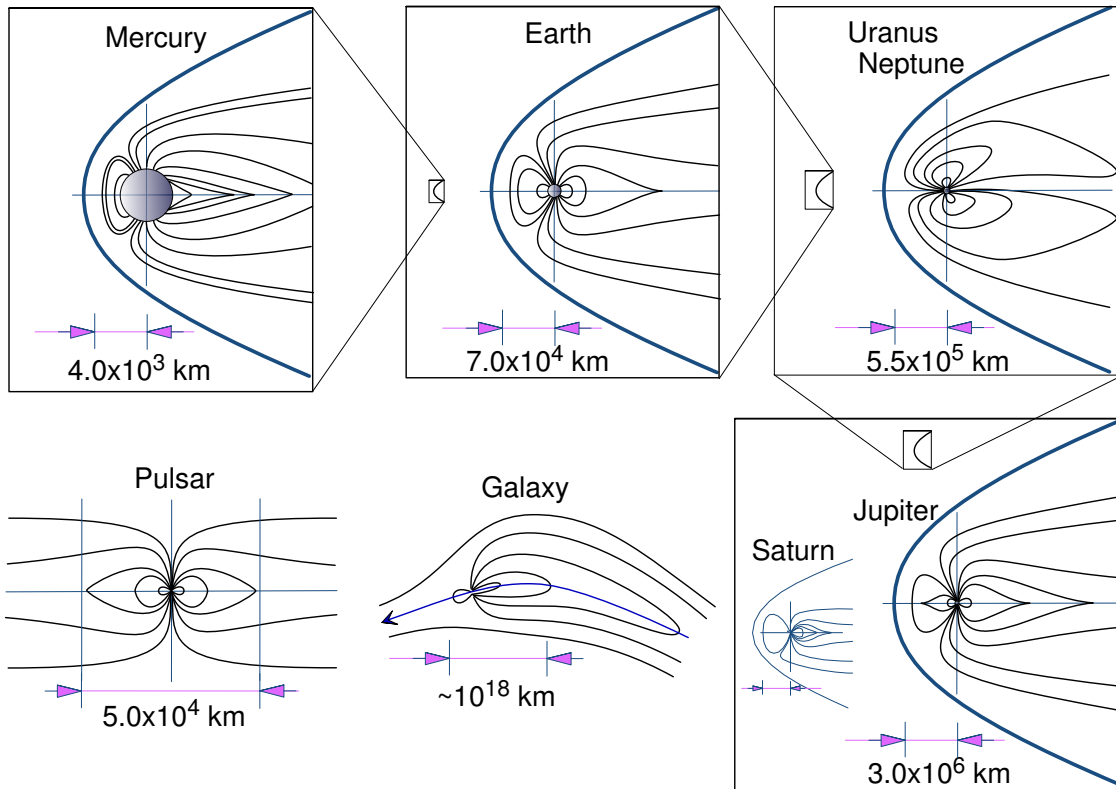 Mercury
4.0x10³ km
Earth
7.0x10⁴ km
Uranus
Neptune
5.5x10⁵ km
Pulsar
5.0x10⁴ km
Galaxy
~10¹⁸ km
Saturn
Jupiter
3.0x10⁶ km